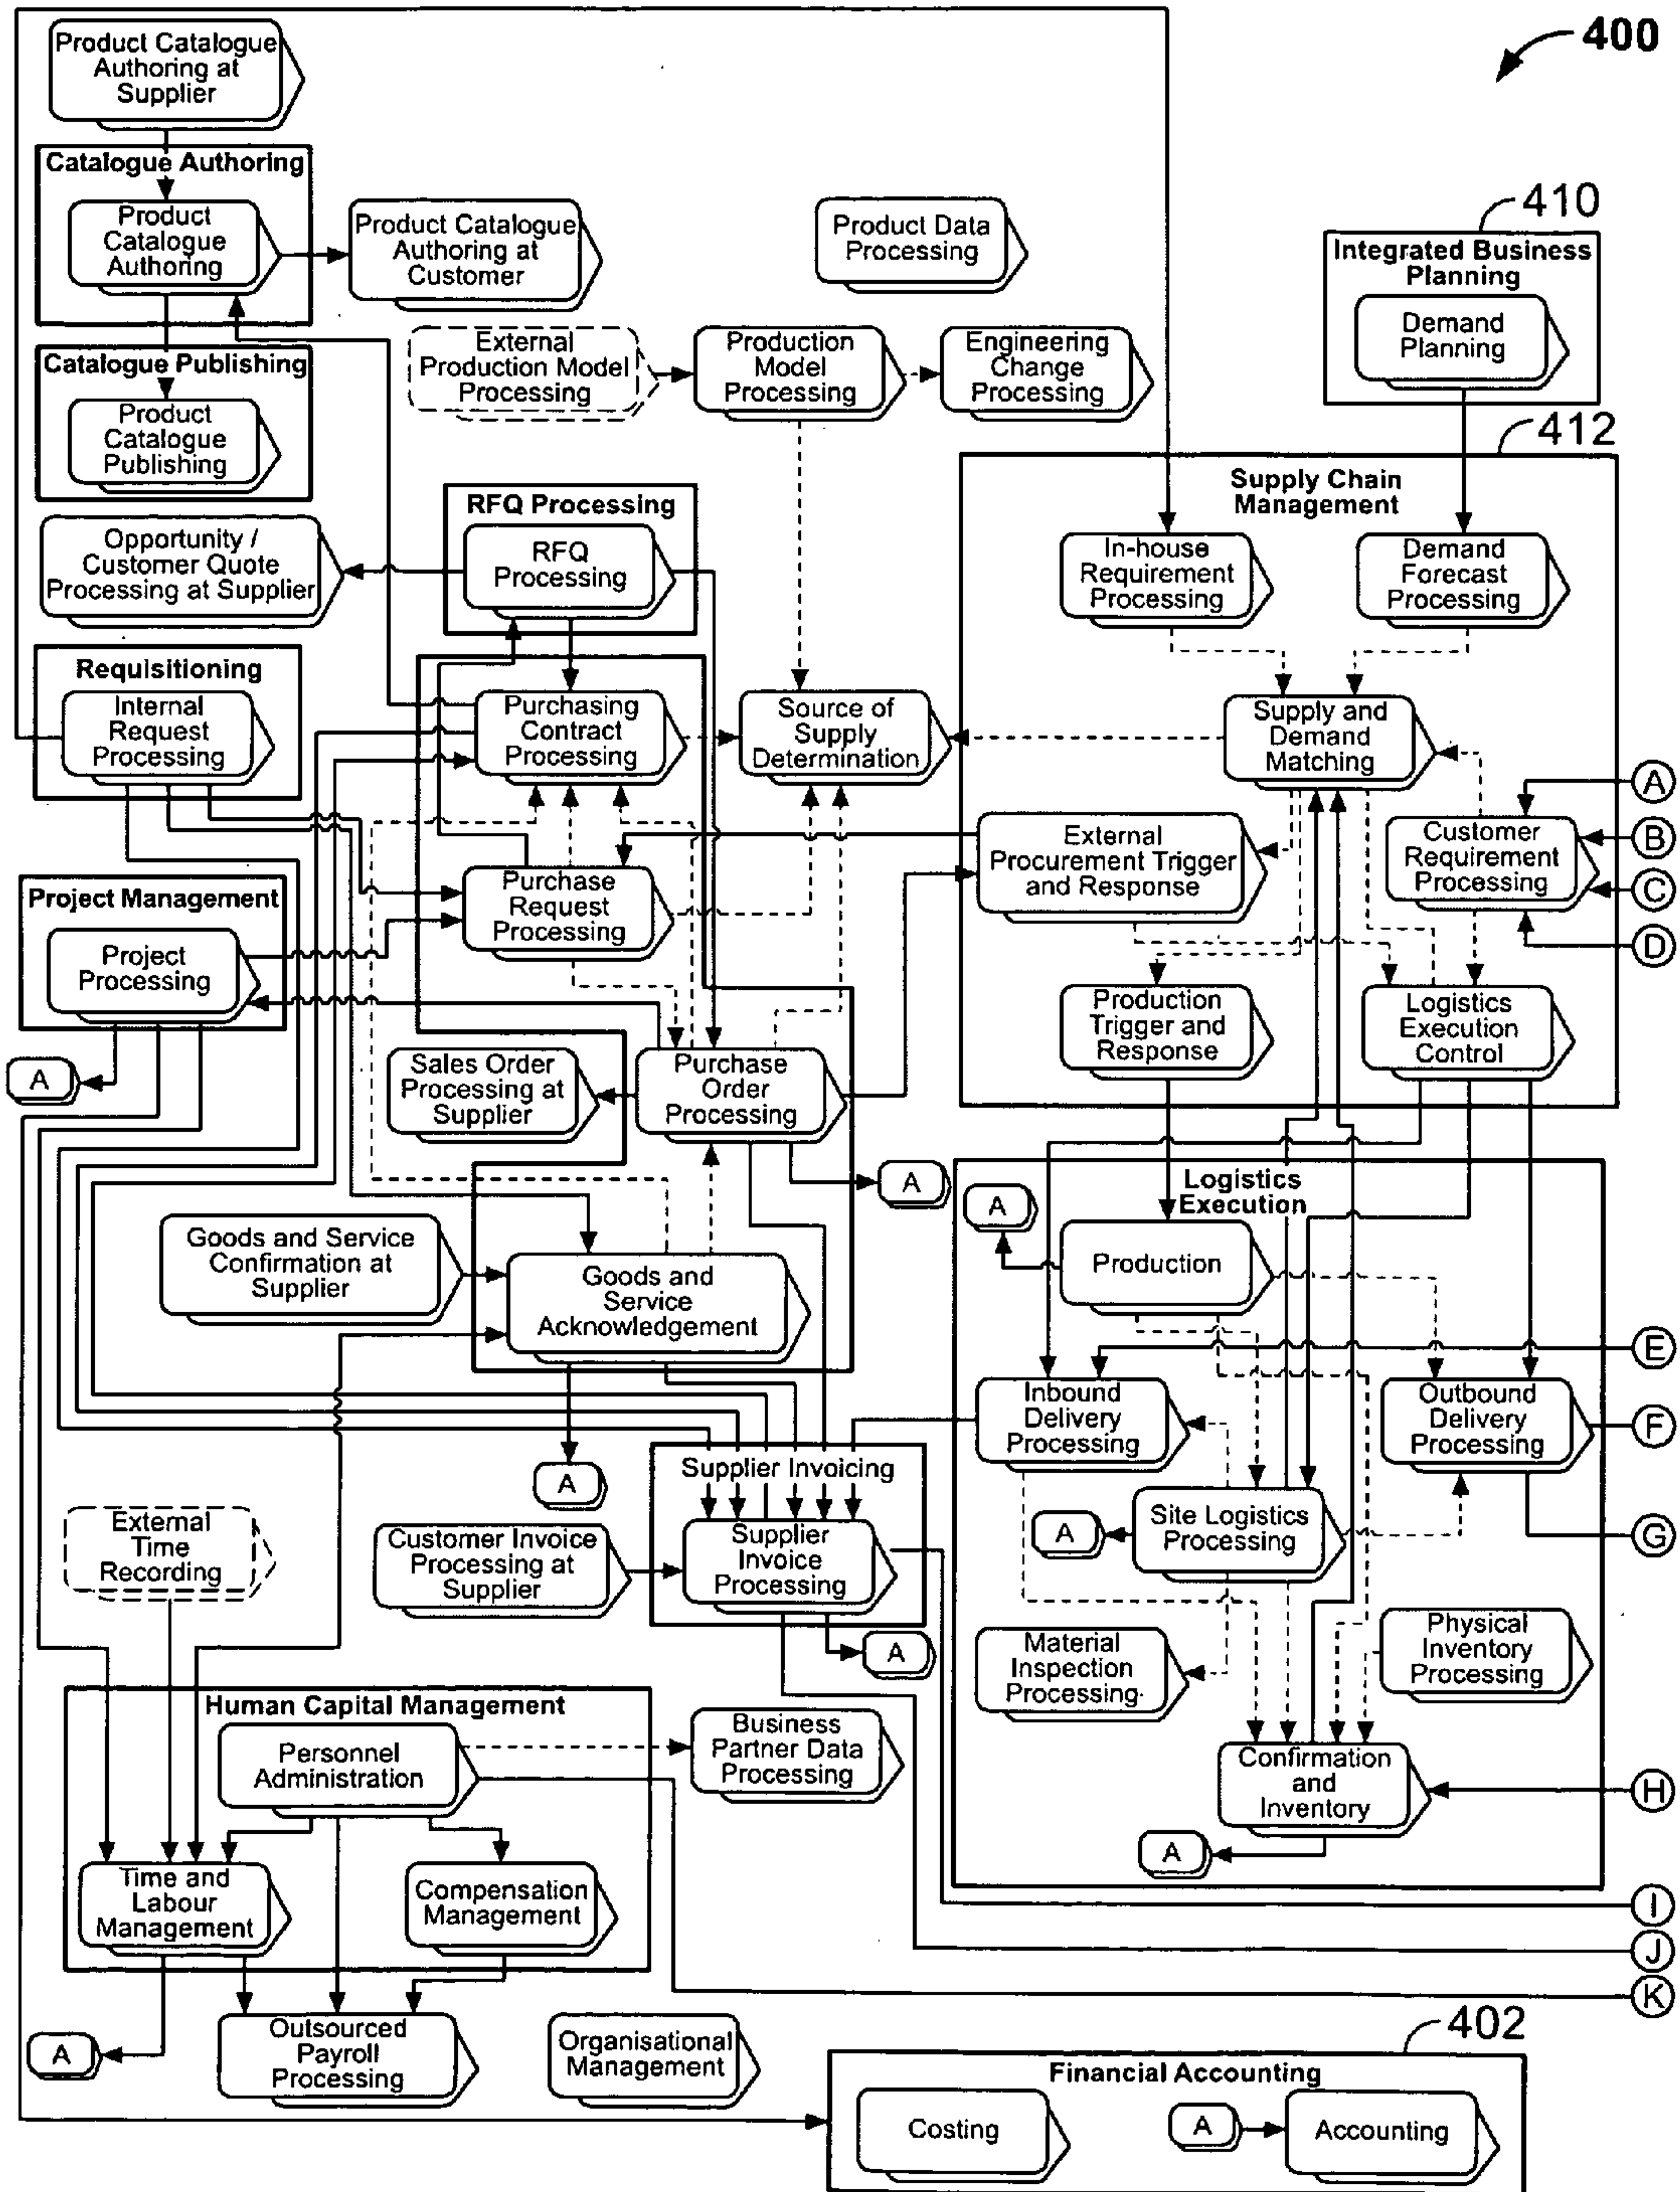 400
Product Catalogue
Authoring at
Supplier
Catalogue Authoring
Product
Catalogue
Authoring
Product Catalogue
Authoring at
Customer
Product Data
Processing
410
Integrated Business
Planning
Demand
Planning
Catalogue Publishing
Product
Catalogue
Publishing
External
Production Model
Processing
Production
Model
Processing
Engineering
Change
Processing
412
Supply Chain
Management
RFQ Processing
RFQ
Processing
Opportunity /
Customer Quote
Processing at Supplier
In-house
Requirement
Processing
Demand
Forecast
Processing
Requisitioning
Internal
Request
Processing
Purchasing
Contract
Processing
Source of
Supply
Determination
Supply and
Demand
Matching
A
B
C
D
External
Procurement Trigger
and Response
Customer
Requirement
Processing
Purchase
Request
Processing
Project Management
Project
Processing
A
Production
Trigger and
Response
Logistics
Execution
Control
Sales Order
Processing at
Supplier
Purchase
Order
Processing
A
Logistics
Execution
A
Production
Goods and Service
Confirmation at
Supplier
Goods and
Service
Acknowledgement
E
Inbound
Delivery
Processing
Outbound
Delivery
Processing
F
A
Supplier Invoicing
Supplier
Invoice
Processing
External
Time
Recording
Customer Invoice
Processing at
Supplier
A
Site Logistics
Processing
G
A
Material
Inspection
Processing
Physical
Inventory
Processing
Human Capital Management
Personnel
Administration
Business
Partner Data
Processing
Confirmation
and
Inventory
H
A
Time and
Labour
Management
Compensation
Management
I
J
K
A
Outsourced
Payroll
Processing
Organisational
Management
402
Financial Accounting
Costing
A
Accounting